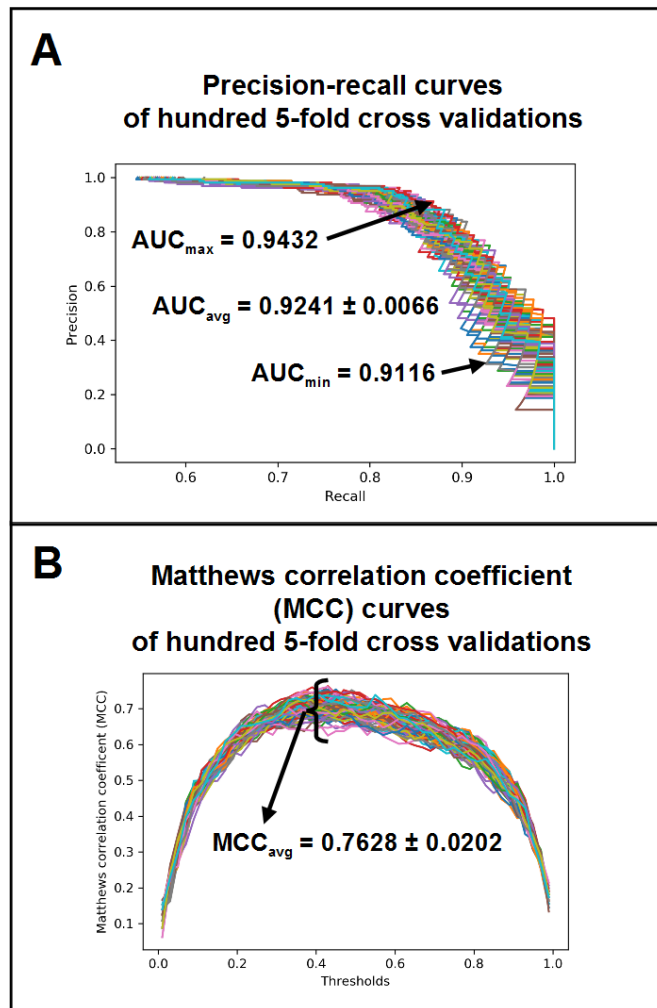 A
Precision-recall curves
of hundred 5-fold cross validations
1.0
0.8
0.6
0.4
0.2
0.0
Precision
AUCmax = 0.9432
AUCavg = 0.9241 ± 0.0066
AUCmin = 0.9116
0.6 0.7 0.8 0.9 1.0
Recall
B
Matthews correlation coefficient
(MCC) curves
of hundred 5-fold cross validations
0.7
0.6
0.5
0.4
0.3
0.2
0.1
Matthews correlation coefficient (MCC)
MCCavg = 0.7628 ± 0.0202
0.0 0.2 0.4 0.6 0.8 1.0
Thresholds